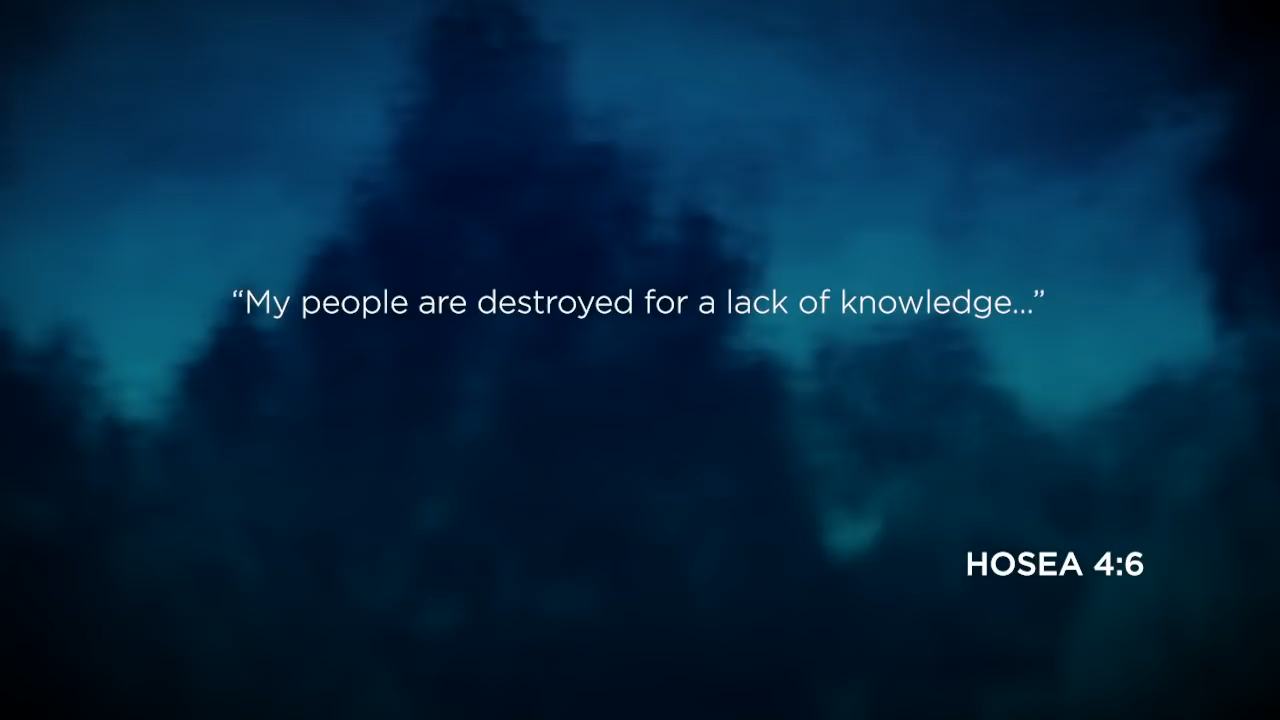 “My people are destroyed for a lack of knowledge...”
HOSEA 4:6